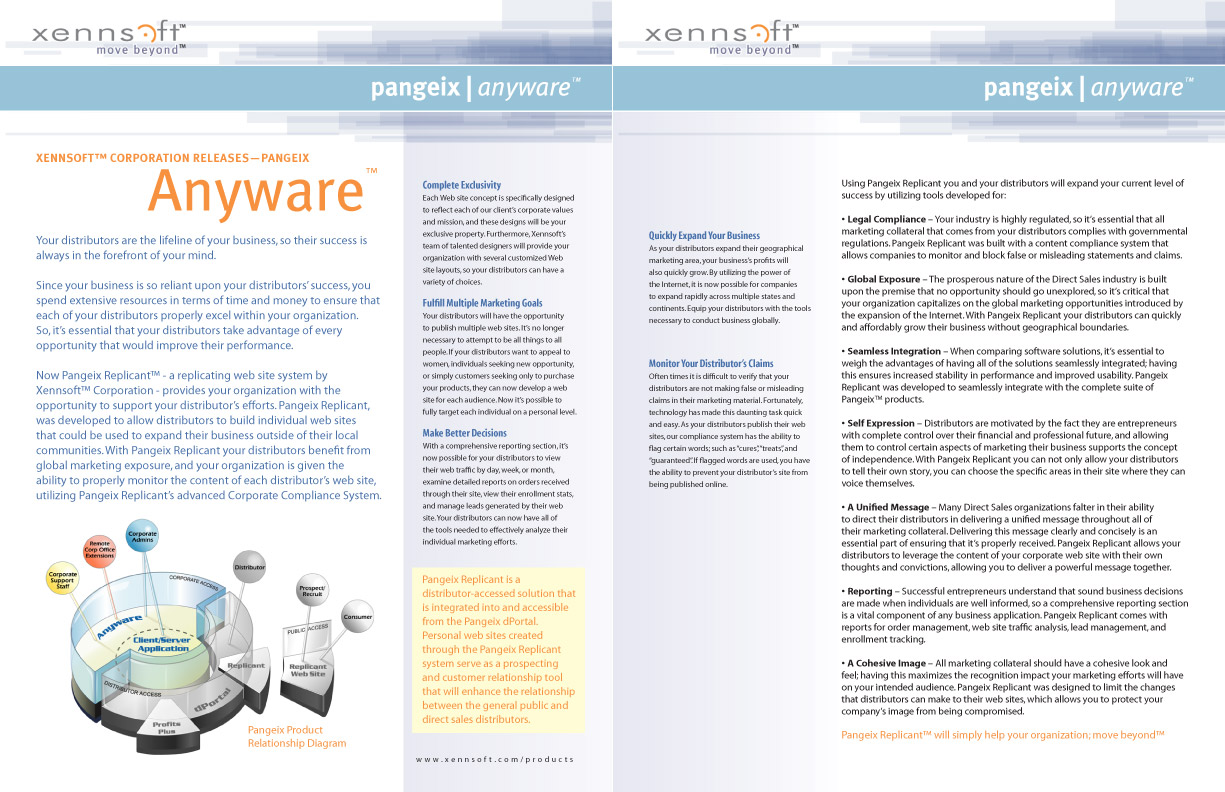 xennsoft™
move beyond™
pangeix | anyware™
XENNSOFT™ CORPORATION RELEASES—PANGEIX
Anyware™
Your distributors are the lifeline of your business, so their success is
always in the forefront of your mind.
Since your business is so reliant upon your distributors' success, you
spend extensive resources in terms of time and money to ensure that
each of your distributors properly excel within your organization.
So, it's essential that your distributors take advantage of every
opportunity that would improve their performance.
Now Pangeix Replicant™ - a replicating web site system by
Xennsoft™ Corporation - provides your organization with the
opportunity to support your distributor's efforts. Pangeix Replicant,
was developed to allow distributors to build individual web sites
that could be used to expand their business outside of their local
communities. With Pangeix Replicant your distributors benefit from
global marketing exposure, and your organization is given the
ability to properly monitor the content of each distributor's web site,
utilizing Pangeix Replicant's advanced Corporate Compliance System.
Corporate
Admins
Remote
Corp Office
Extensions
Corporate
Support
Staff
Distributor
Prospect/
Recruit
Consumer
CORPORATE ACCESS
Anyware
Client/Server
Application
PUBLIC ACCESS
Replicant
Replicant
Web Site
DISTRIBUTOR ACCESS
dPortal
Profits
Plus
Pangeix Product
Relationship Diagram
Complete Exclusivity
Each Web site concept is specifically designed
to reflect each of our client's corporate values
and mission, and these designs will be your
exclusive property. Furthermore, Xennsoft's
team of talented designers will provide your
organization with several customized Web
site layouts, so your distributors can have a
variety of choices.
Fulfill Multiple Marketing Goals
Your distributors will have the opportunity
to publish multiple web sites. It's no longer
necessary to attempt to be all things to all
people. If your distributors want to appeal to
women, individuals seeking new opportunity,
or simply customers seeking only to purchase
your products, they can now develop a web
site for each audience. Now it's possible to
fully target each individual on a personal level.
Make Better Decisions
With a comprehensive reporting section, it's
now possible for your distributors to view
their web traffic by day, week, or month,
examine detailed reports on orders received
through their site, view their enrollment stats,
and manage leads generated by their web
site. Your distributors can now have all of
the tools needed to effectively analyze their
individual marketing efforts.
Pangeix Replicant is a
distributor-accessed solution that
is integrated into and accessible
from the Pangeix dPortal.
Personal web sites created
through the Pangeix Replicant
system serve as a prospecting
and customer relationship tool
that will enhance the relationship
between the general public and
direct sales distributors.
www.xennsoft.com/products
xennsoft™
move beyond™
pangeix | anyware™
Quickly Expand Your Business
As your distributors expand their geographical
marketing area, your business's profits will
also quickly grow. By utilizing the power of
the Internet, it is now possible for companies
to expand rapidly across multiple states and
continents. Equip your distributors with the tools
necessary to conduct business globally.
Monitor Your Distributor's Claims
Often times it is difficult to verify that your
distributors are not making false or misleading
claims in their marketing material. Fortunately,
technology has made this daunting task quick
and easy. As your distributors publish their web
sites, our compliance system has the ability to
flag certain words; such as "cures", "treats", and
"guaranteed". If flagged words are used, you have
the ability to prevent your distributor's site from
being published online.
Using Pangeix Replicant you and your distributors will expand your current level of
success by utilizing tools developed for:
• Legal Compliance – Your industry is highly regulated, so it's essential that all
marketing collateral that comes from your distributors complies with governmental
regulations. Pangeix Replicant was built with a content compliance system that
allows companies to monitor and block false or misleading statements and claims.
• Global Exposure – The prosperous nature of the Direct Sales industry is built
upon the premise that no opportunity should go unexplored, so it's critical that
your organization capitalizes on the global marketing opportunities introduced by
the expansion of the Internet. With Pangeix Replicant your distributors can quickly
and affordably grow their business without geographical boundaries.
• Seamless Integration – When comparing software solutions, it's essential to
weigh the advantages of having all of the solutions seamlessly integrated; having
this ensures increased stability in performance and improved usability. Pangeix
Replicant was developed to seamlessly integrate with the complete suite of
Pangeix™ products.
• Self Expression – Distributors are motivated by the fact they are entrepreneurs
with complete control over their financial and professional future, and allowing
them to control certain aspects of marketing their business supports the concept
of independence. With Pangeix Replicant you can not only allow your distributors
to tell their own story, you can choose the specific areas in their site where they can
voice themselves.
• A Unified Message – Many Direct Sales organizations falter in their ability
to direct their distributors in delivering a unified message throughout all of
their marketing collateral. Delivering this message clearly and concisely is an
essential part of ensuring that it's properly received. Pangeix Replicant allows your
distributors to leverage the content of your corporate web site with their own
thoughts and convictions, allowing you to deliver a powerful message together.
• Reporting – Successful entrepreneurs understand that sound business decisions
are made when individuals are well informed, so a comprehensive reporting section
is a vital component of any business application. Pangeix Replicant comes with
reports for order management, web site traffic analysis, lead management, and
enrollment tracking.
• A Cohesive Image – All marketing collateral should have a cohesive look and
feel; having this maximizes the recognition impact your marketing efforts will have
on your intended audience. Pangeix Replicant was designed to limit the changes
that distributors can make to their web sites, which allows you to protect your
company's image from being compromised.
Pangeix Replicant™ will simply help your organization; move beyond™